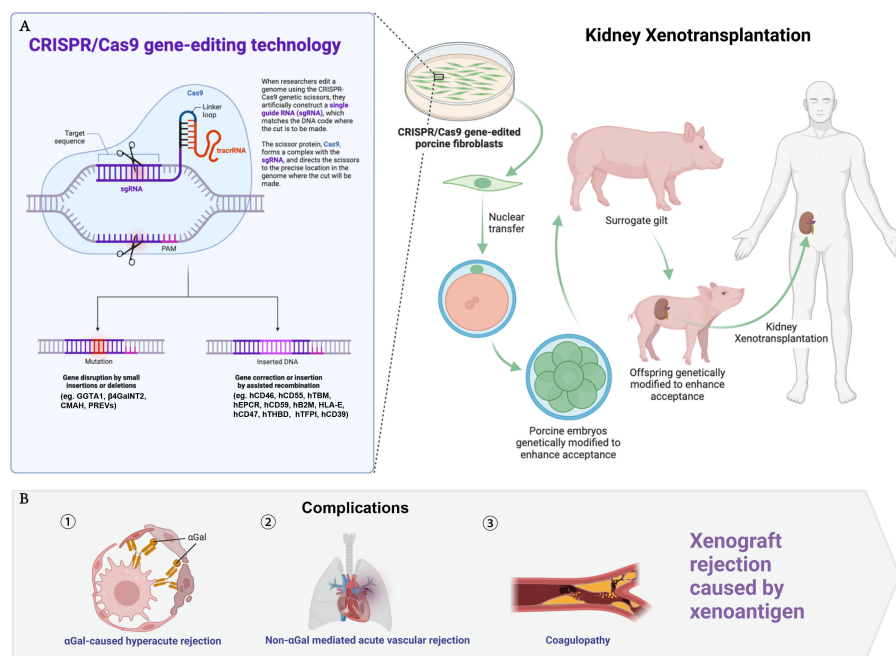 A
CRISPR/Cas9 gene-editing technology
Cas9
Linker
loop
tracrRNA
Target
sequence
sgRNA
PAM
When researchers edit a
genome using the CRISPR-
Cas9 genetic scissors, they
artificially construct a single
guide RNA (sgRNA), which
matches the DNA code where
the cut is to be made.
The scissor protein, Cas9,
forms a complex with the
sgRNA, and directs the scissors
to the precise location in the
genome where the cut will be
made.
Mutation
Gene disruption by small
insertions or deletions
(eg. GGTA1, β4GalNT2,
CMAH, PREVs)
Inserted DNA
Gene correction or insertion
by assisted recombination
(eg. hCD46, hCD55, hTBM,
hEPCR, hCD59, hB2M, HLA-E,
hCD47, hTHBD, hTFPI, hCD39)
Kidney Xenotransplantation
CRISPR/Cas9 gene-edited
porcine fibroblasts
Nuclear
transfer
Surrogate gilt
Porcine embryos
genetically modified to
enhance acceptance
Offspring genetically
modified to enhance
acceptance
Kidney
Xenotransplantation
B
Complications
1
αGal
αGal-caused hyperacute rejection
2
Non-αGal mediated acute vascular rejection
3
Coagulopathy
Xenograft
rejection
caused by
xenoantigen